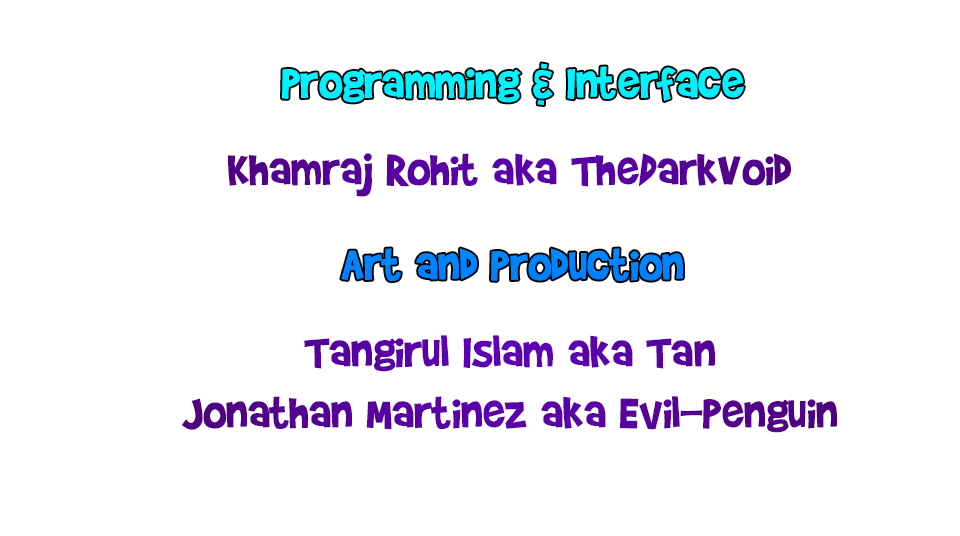 Programming & Interface
Khamraj Rohit aka TheDarkVoid
Art and Production
Tangirul Islam aka Tan
Jonathan Martinez aka Evil-Penguin